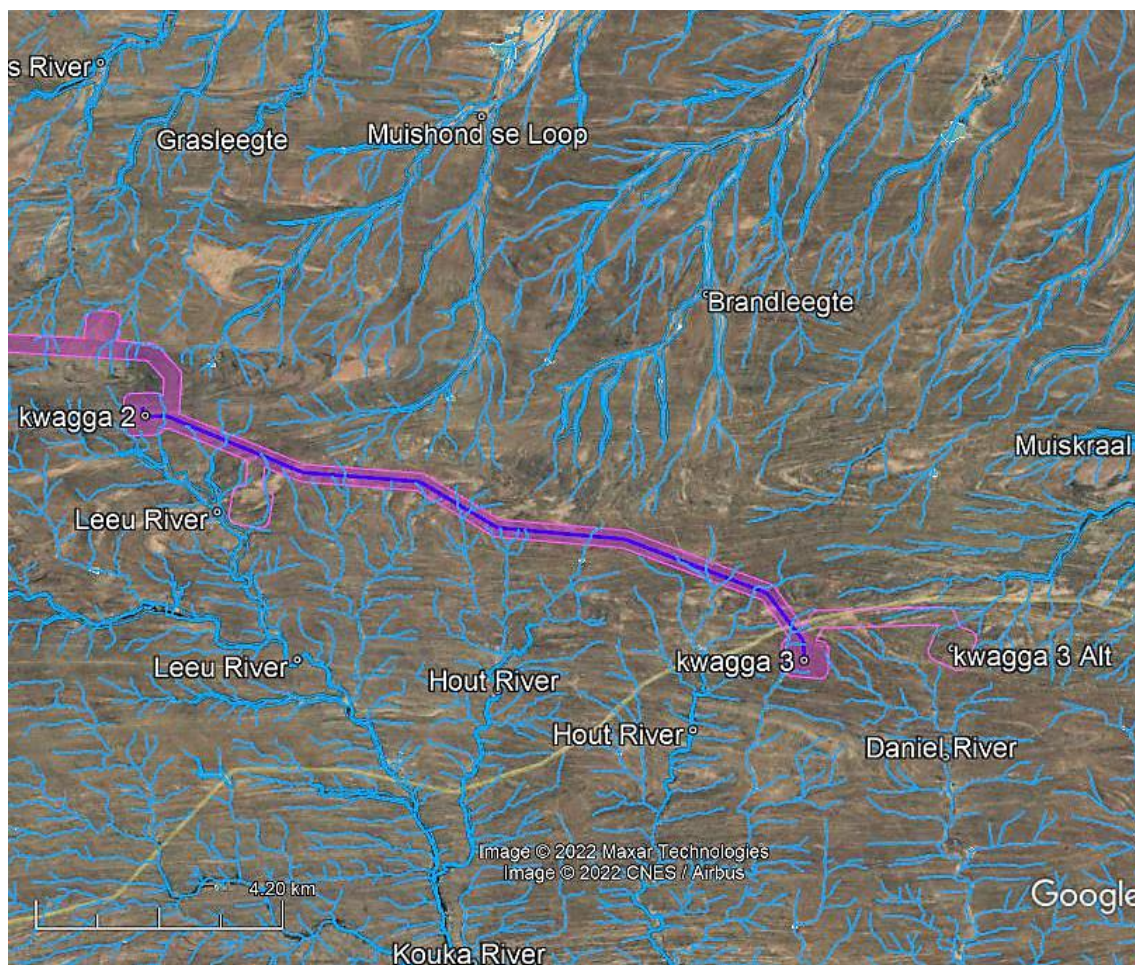 s River
Grasleegte
Muishond se Loop
Brandleegte
kwagga 2
Muiskraal
Leeu River
kwagga 3
kwagga 3 Alt
Leeu River
Hout River
Hout River
Daniel River
Image © 2022 Maxar Technologies
Image © 2022 CNES / Airbus
4.20 km
Google
Kouka River